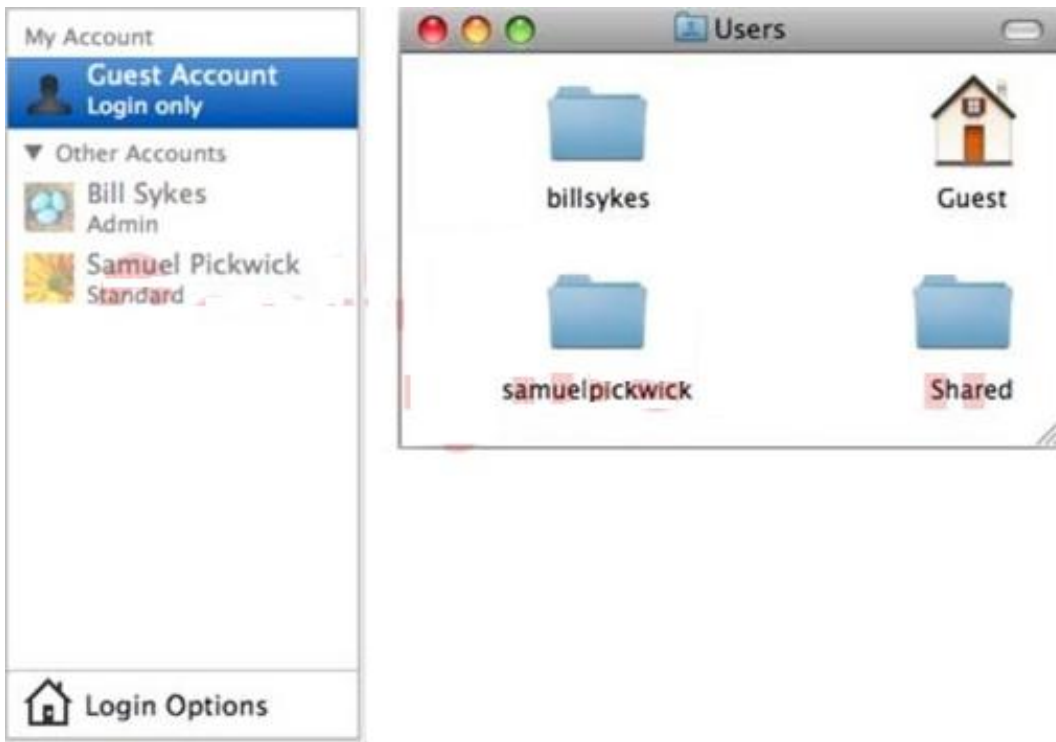 My Account
Guest Account
Login only
Other Accounts
Bill Sykes
Admin
Samuel Pickwick
Standard
Login Options
Users
billsykes
Guest
samuelpickwick
Shared